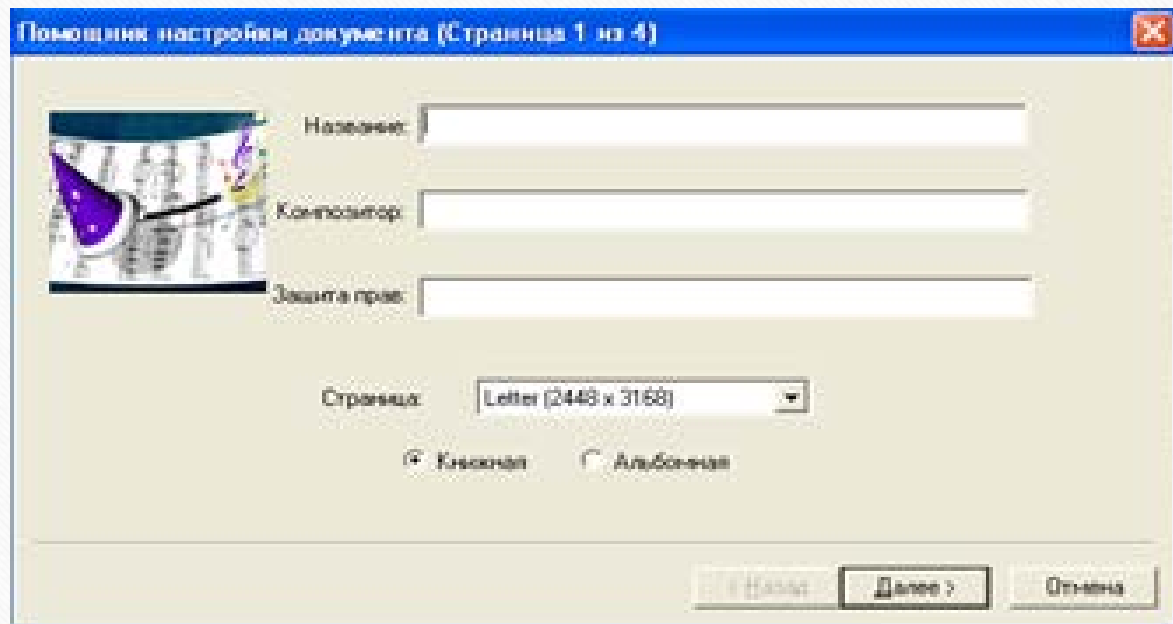 Помощник настройки документа (Страница 1 из 4)
Название:
Композитор:
Защита прав:
Страница: Letter (2448 x 3168)
Книжная Альбомная
< Назад Далее > Отмена